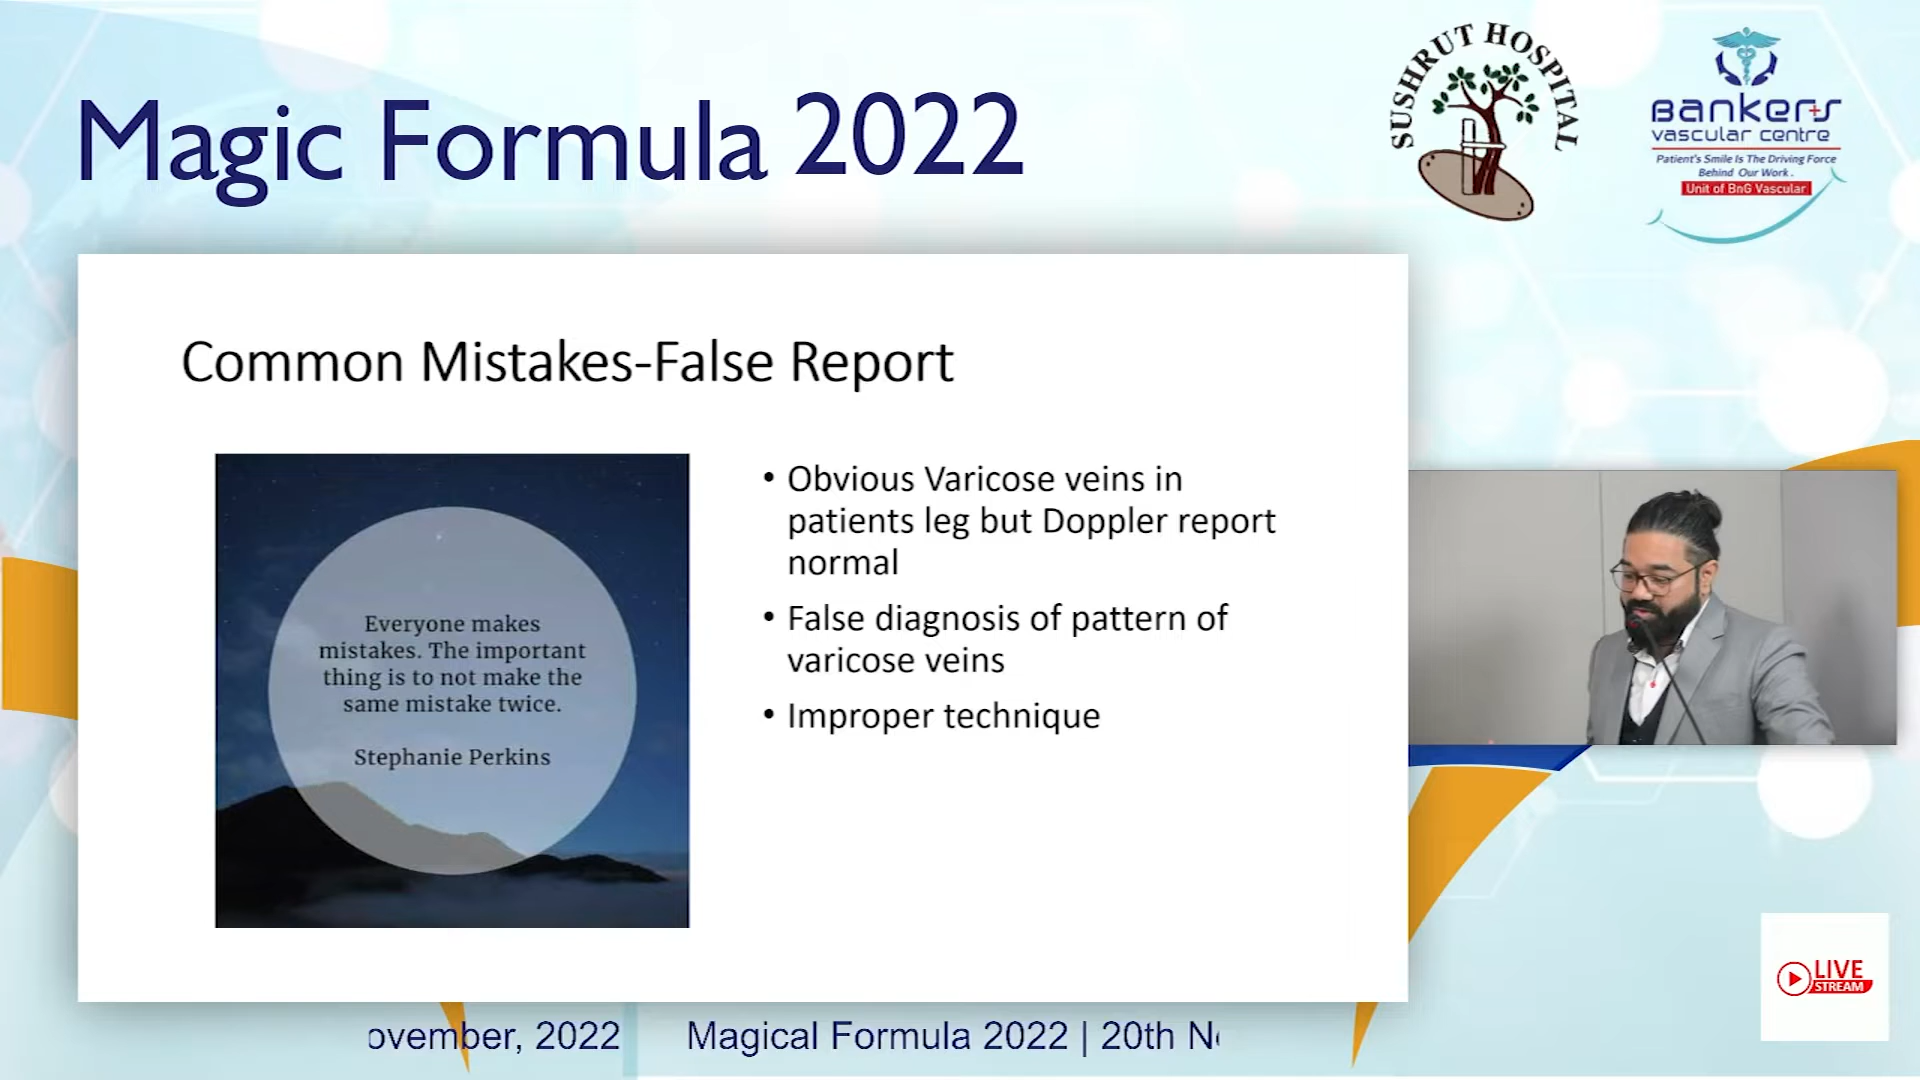 Magic Formula 2022
SUSHRUT HOSPITAL
Bankers
vascular centre
Patient's Smile Is The Driving Force
Behind Our Work.
Unit of BnG Vascular
Common Mistakes-False Report
Everyone makes
mistakes. The important
thing is to not make the
same mistake twice.
Stephanie Perkins
• Obvious Varicose veins in
patients leg but Doppler report
normal
• False diagnosis of pattern of
varicose veins
• Improper technique
LIVE
STREAM
ovember, 2022 Magical Formula 2022 | 20th N